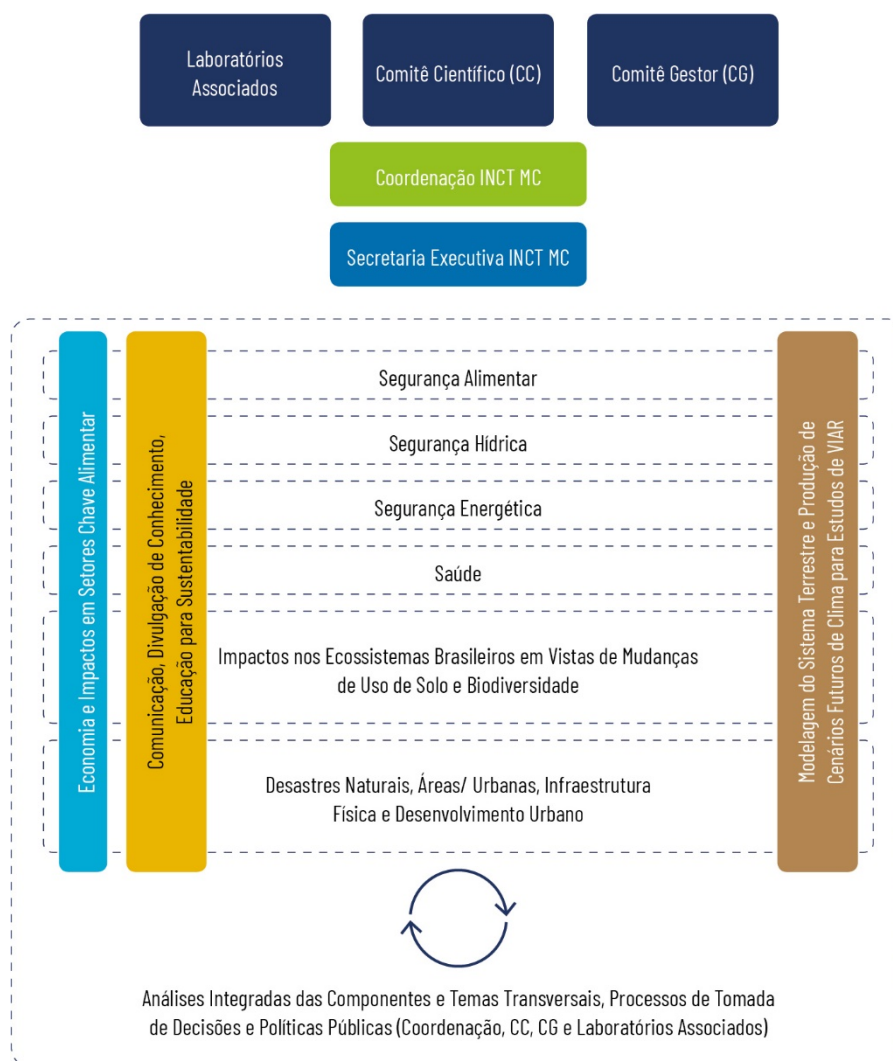 Laboratórios
Associados
Comitê Científico (CC)
Comitê Gestor (CG)
Coordenação INCT MC
Secretaria Executiva INCT MC
Economia e Impactos em Setores Chave Alimentar
Comunicação, Divulgação de Conhecimento,
Educação para Sustentabilidade
Segurança Alimentar
Segurança Hídrica
Segurança Energética
Saúde
Impactos nos Ecossistemas Brasileiros em Vistas de Mudanças
de Uso de Solo e Biodiversidade
Desastres Naturais, Áreas/ Urbanas, Infraestrutura
Física e Desenvolvimento Urbano
Modelagem do Sistema Terrestre e Produção de
Cenários Futuros de Clima para Estudos de VIAR
Análises Integradas das Componentes e Temas Transversais, Processos de Tomada
de Decisões e Políticas Públicas (Coordenação, CC, CG e Laboratórios Associados)